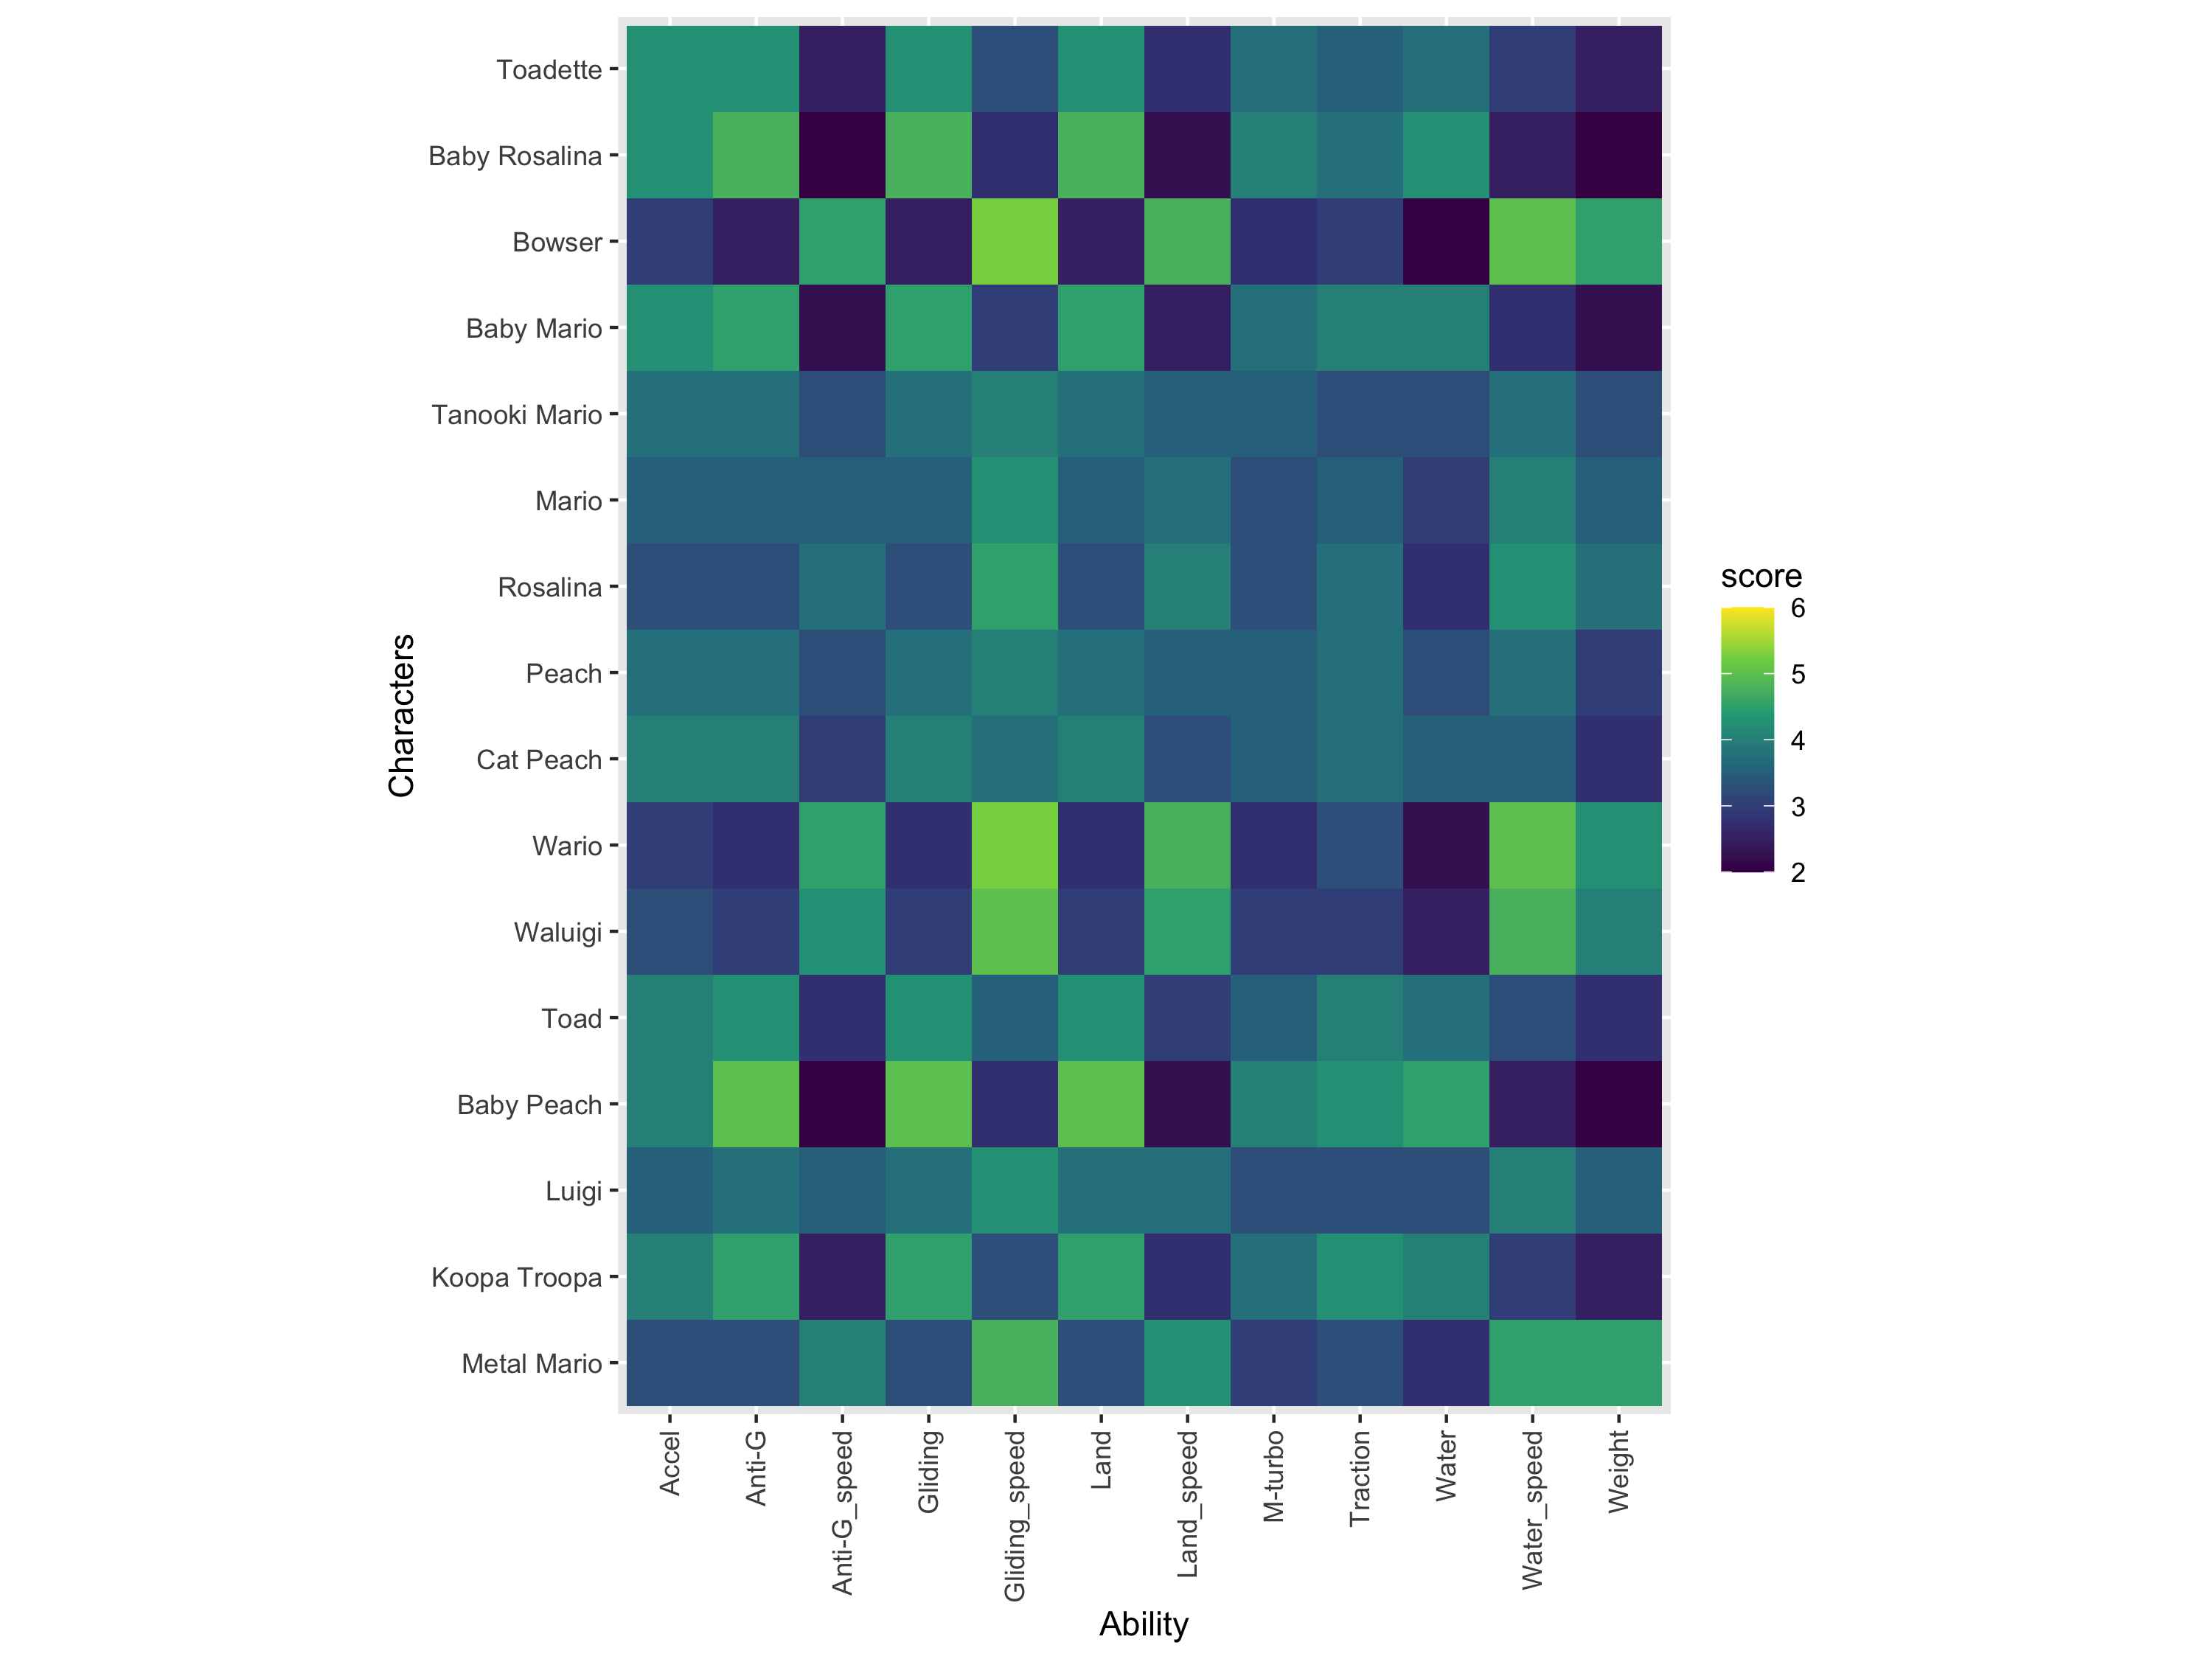 Toadette
Baby Rosalina
Bowser
Baby Mario
Tanooki Mario
Mario
Rosalina
Peach
Cat Peach
Wario
Waluigi
Toad
Baby Peach
Luigi
Koopa Troopa
Metal Mario
Characters
Accel
Anti-G
Anti-G_speed
Gliding
Gliding_speed
Land
Land_speed
M-turbo
Traction
Water
Water_speed
Weight
Ability
score
6
5
4
3
2